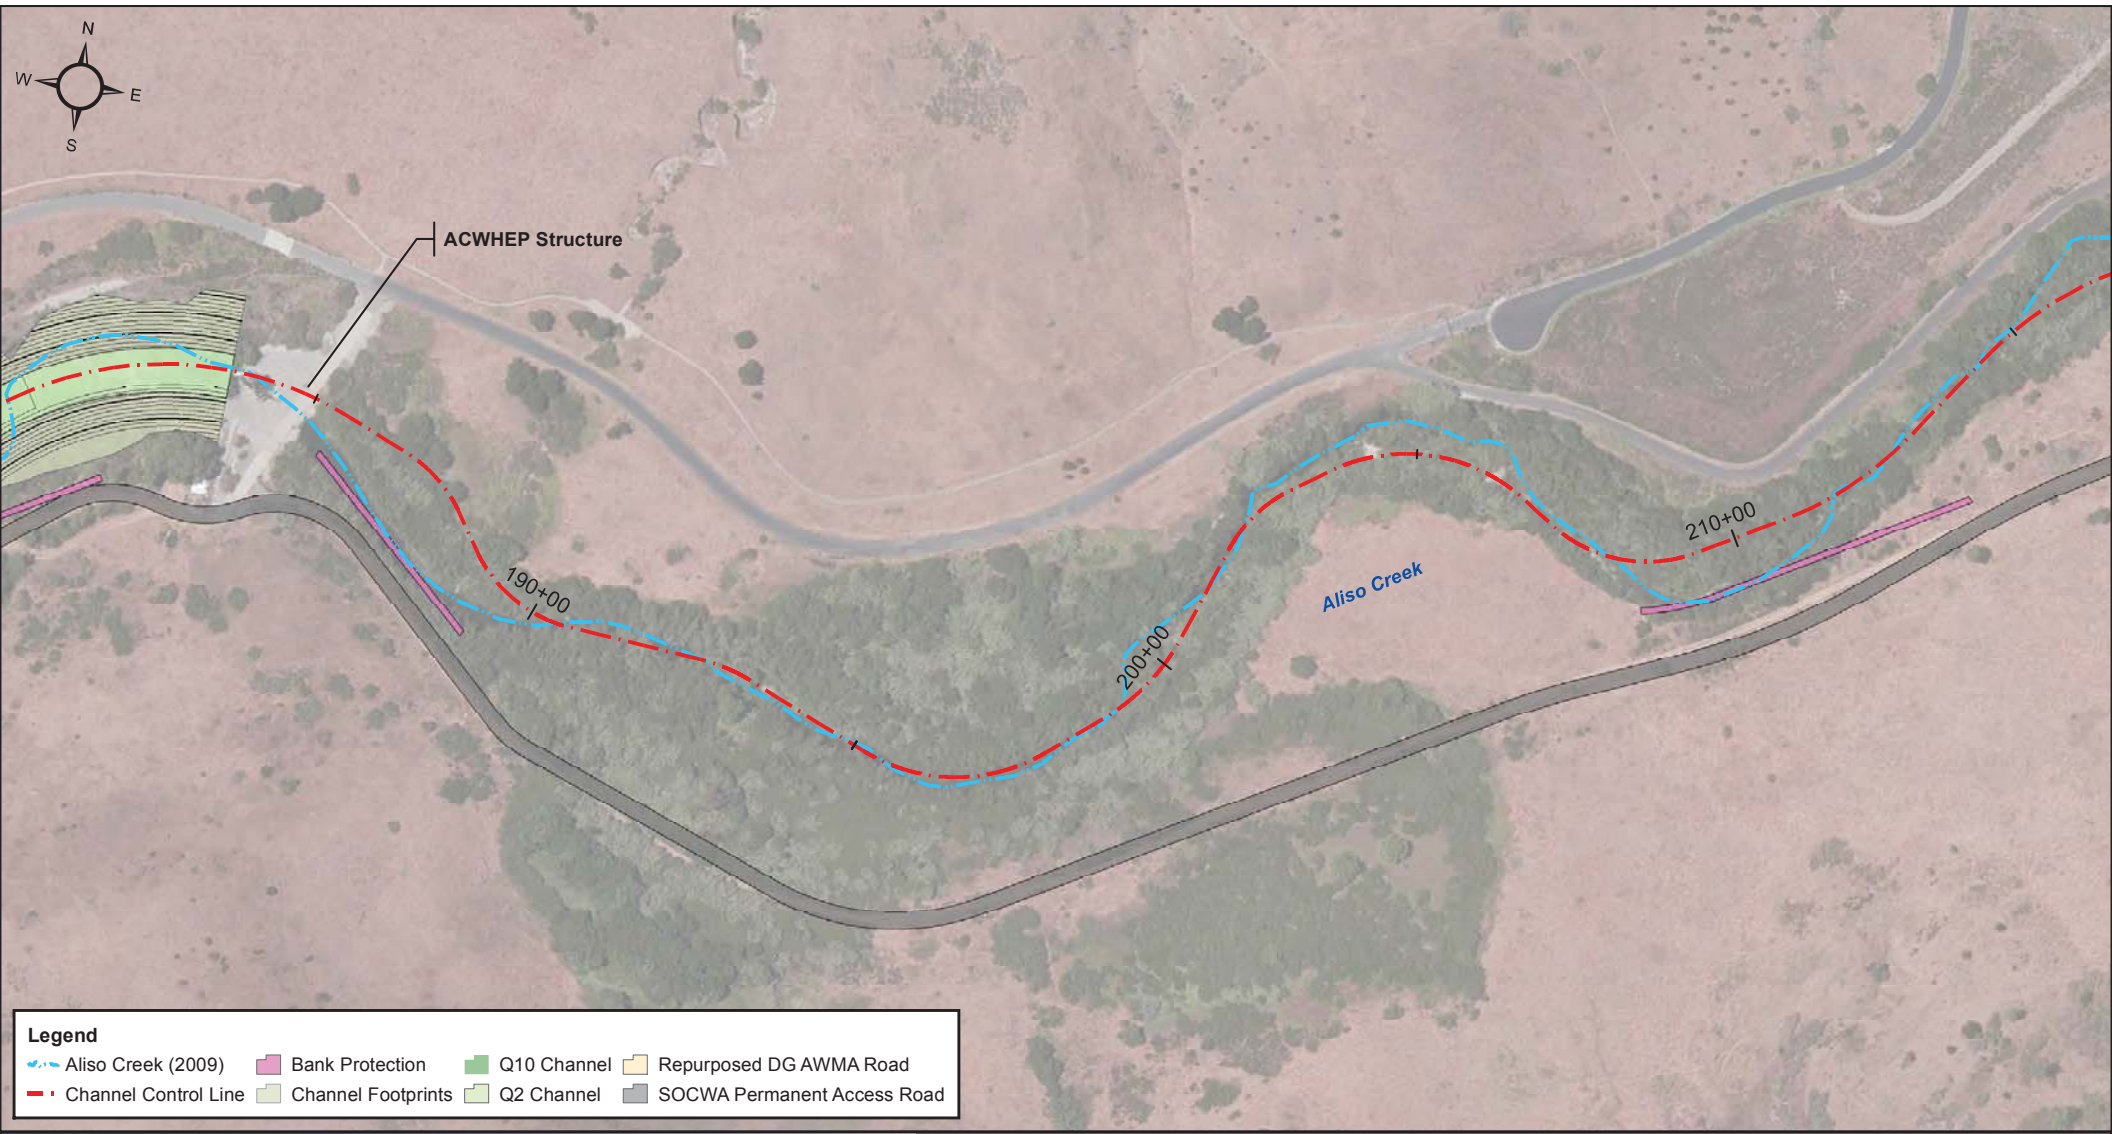 N
W
E
S
ACWHEP Structure
190+00
200+00
210+00
Aliso Creek
Legend
Aliso Creek (2009)
Bank Protection
Q10 Channel
Repurposed DG AWMA Road
Channel Control Line
Channel Footprints
Q2 Channel
SOCWA Permanent Access Road